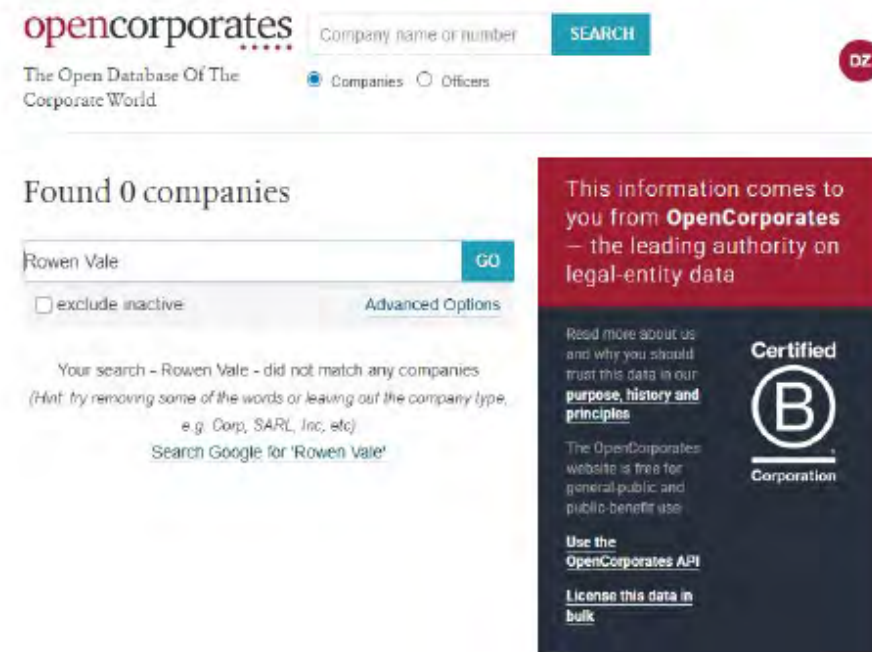 opencorporates
Company name or number
SEARCH
The Open Database Of The
Corporate World
Companies
Officers
DZ
Found 0 companies
Rowen Vale
GO
exclude inactive
Advanced Options
Your search - Rowen Vale - did not match any companies
(Hint: try removing some of the words or leaving out the company type,
e.g. Corp, SARL, Inc, etc)
Search Google for 'Rowen Vale'
This information comes to
you from OpenCorporates
– the leading authority on
legal-entity data
Read more about us
and why you should
trust this data in our
purpose, history and
principles
The OpenCorporates
website is free for
general-public and
public-benefit use
Use the
OpenCorporates API
License this data in
bulk
Certified
B
Corporation